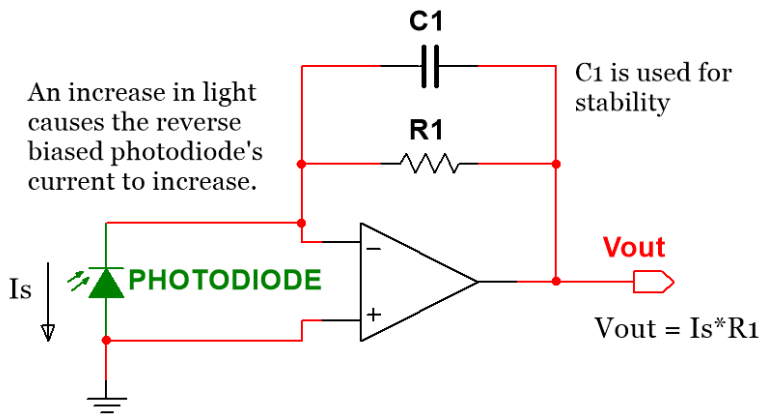 C1
An increase in light
causes the reverse
biased photodiode's
current to increase.
C1 is used for
stability
R1
Is
PHOTODIODE
−
+
Vout
Vout = Is*R1